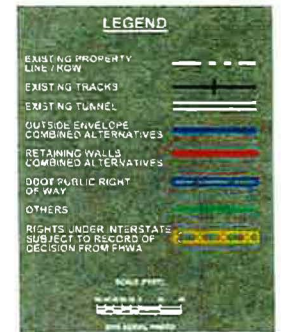 LEGEND
EXISTING PROPERTY
LINE / ROW
EXISTING TRACKS
EXISTING TUNNEL
OUTSIDE ENVELOPE
COMBINED ALTERNATIVES
RETAINING WALLS
COMBINED ALTERNATIVES
DDOT PUBLIC RIGHT
OF WAY
OTHERS
RIGHTS UNDER INTERSTATE
SUBJECT TO RECORD OF
DECISION FROM FHWA